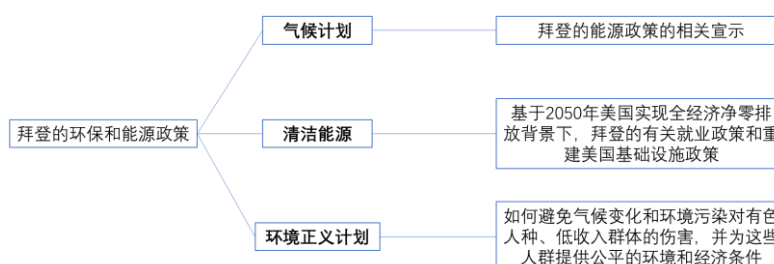 气候计划
拜登的能源政策的相关宣示
拜登的环保和能源政策
清洁能源
基于2050年美国实现全经济净零排
放背景下，拜登的有关就业政策和重
建美国基础设施政策
环境正义计划
如何避免气候变化和环境污染对有色
人种、低收入群体的伤害，并为这些
人群提供公平的环境和经济条件